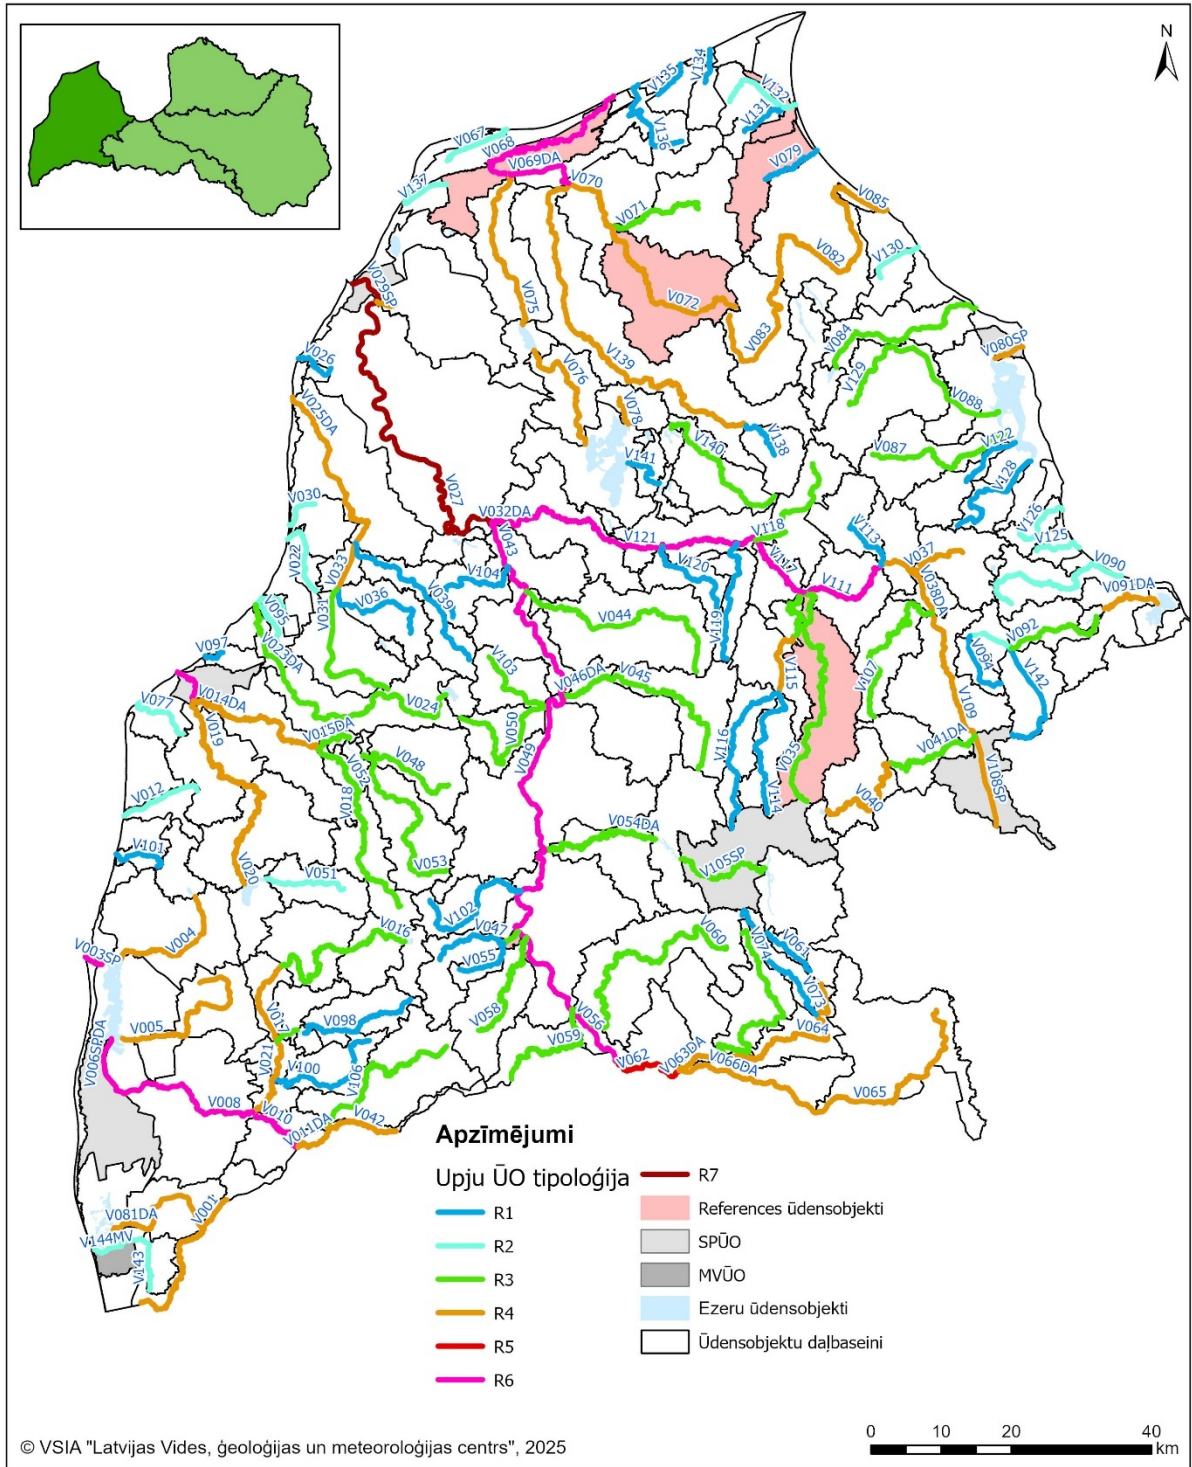 N
V134
V135
V132
V131
V136
V067
V068
V069DA
V079
V137
V070
V071
V085
V082
V130
V029SP
V072
V075
V083
V084
V080SP
V026
V139
V076
V129
V025DA
V078
V088
V140
V138
V087
V122
V141
V128
V027
V030
V032DA
V126
V043
V121
V118
V113
V125
V022
V037
V033
V104
V120
V117
V090
V111
V038DA
V091DA
V036
V039
V095
V031
V044
V119
V092
V023DA
V097
V103
V107
V094
V142
V046DA
V045
V115
V014DA
V024
V077
V019
V050
V109
V015DA
V041DA
V049
V116
V035
V052
V048
V012
V018
V114
V040
V108SP
V054DA
V101
V053
V105SP
V020
V051
V102
V016
V060
V047
V004
V003SP
V055
V074
V061
V017
V073
V005
V098
V058
V056
V064
V006SPDA
V021
V059
V100
V106
V062
V063DA
V066DA
V065
V008
V010
V011DA
V042
V001
V081DA
V144MV
V143
Apzīmējumi
Upju ŪO tipoloģija
R1
R2
R3
R4
R5
R6
R7
References ūdensobjekti
SPŪO
MVŪO
Ezeru ūdensobjekti
Ūdensobjektu daļbaseini
© VSIA "Latvijas Vides, ģeoloģijas un meteoroloģijas centrs", 2025
0 10 20 40
km